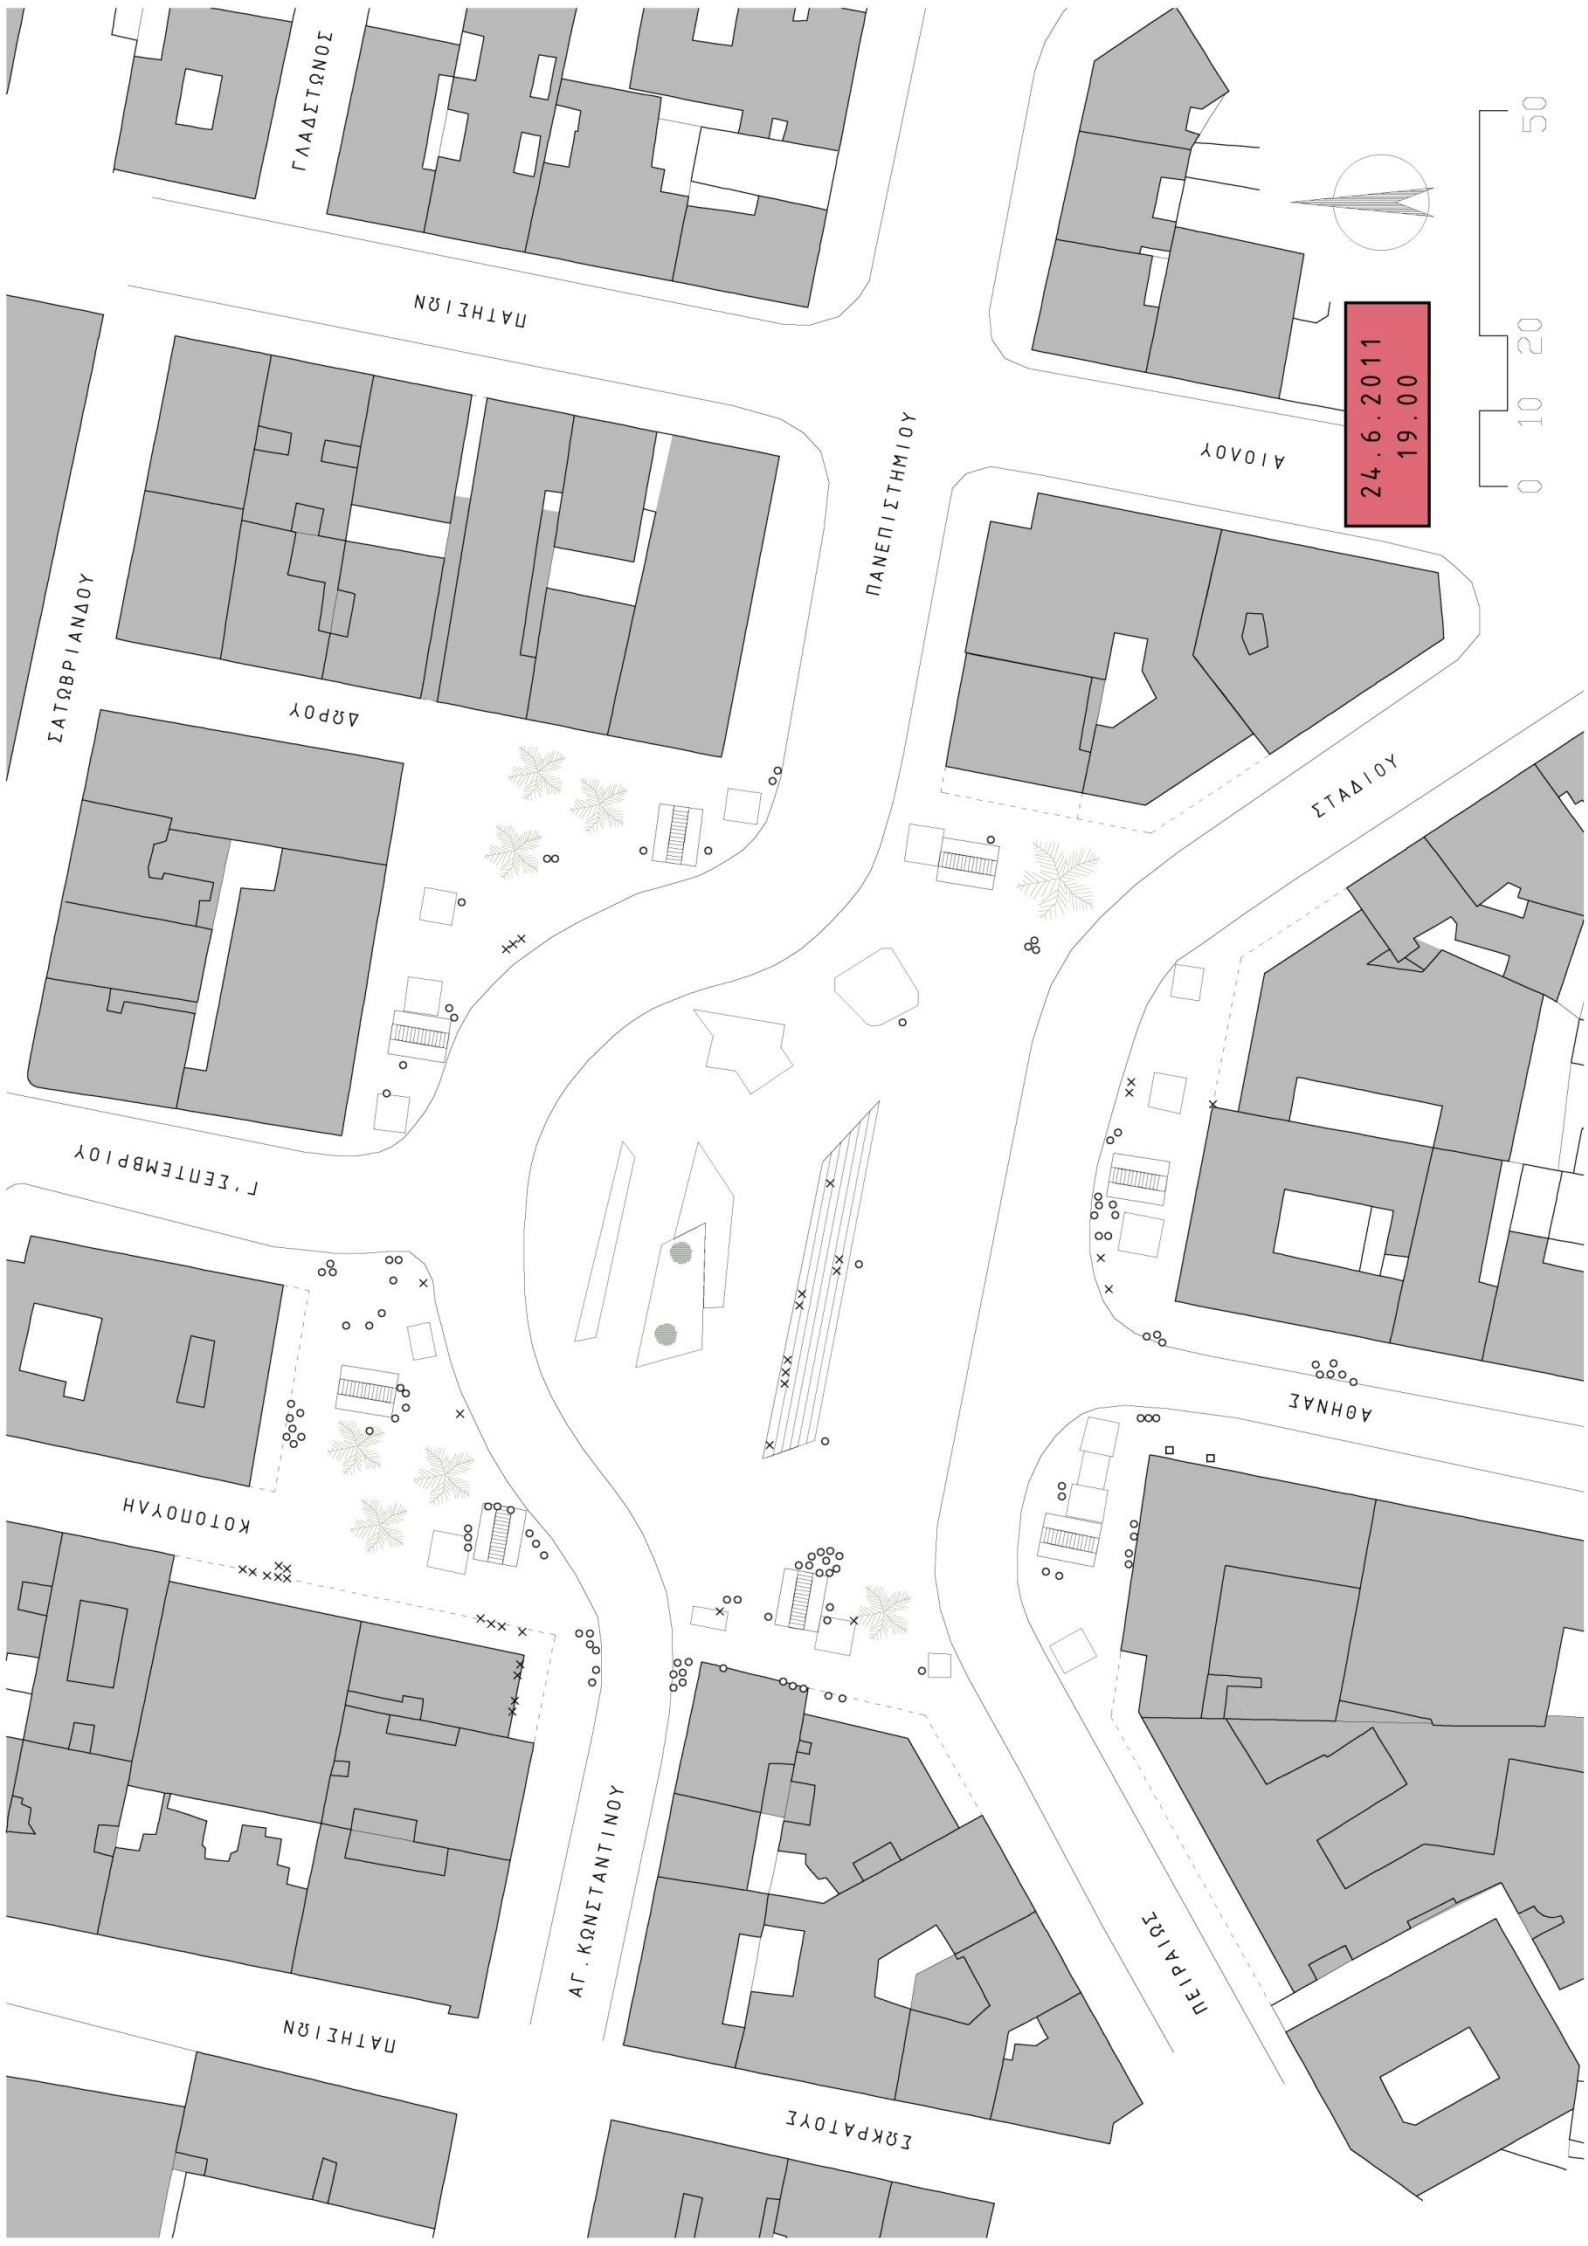 ΓΛΑΔΣΤΩΝΟΣ
ΠΑΤΗΣΙΩΝ
ΣΑΤΩΒΡΙΑΝΔΟΥ
ΔΩΡΟΥ
ΠΑΝΕΠΙΣΤΗΜΙΟΥ
ΑΙΟΛΟΥ
24.6.2011
19.00
0 10 20 50
ΣΤΑΔΙΟΥ
Γ' ΣΕΠΤΕΜΒΡΙΟΥ
ΑΘΗΝΑΣ
ΚΟΤΟΠΟΥΛΗ
ΑΓ. ΚΩΝΣΤΑΝΤΙΝΟΥ
ΠΕΙΡΑΙΩΣ
ΠΑΤΗΣΙΩΝ
ΣΩΚΡΑΤΟΥΣ